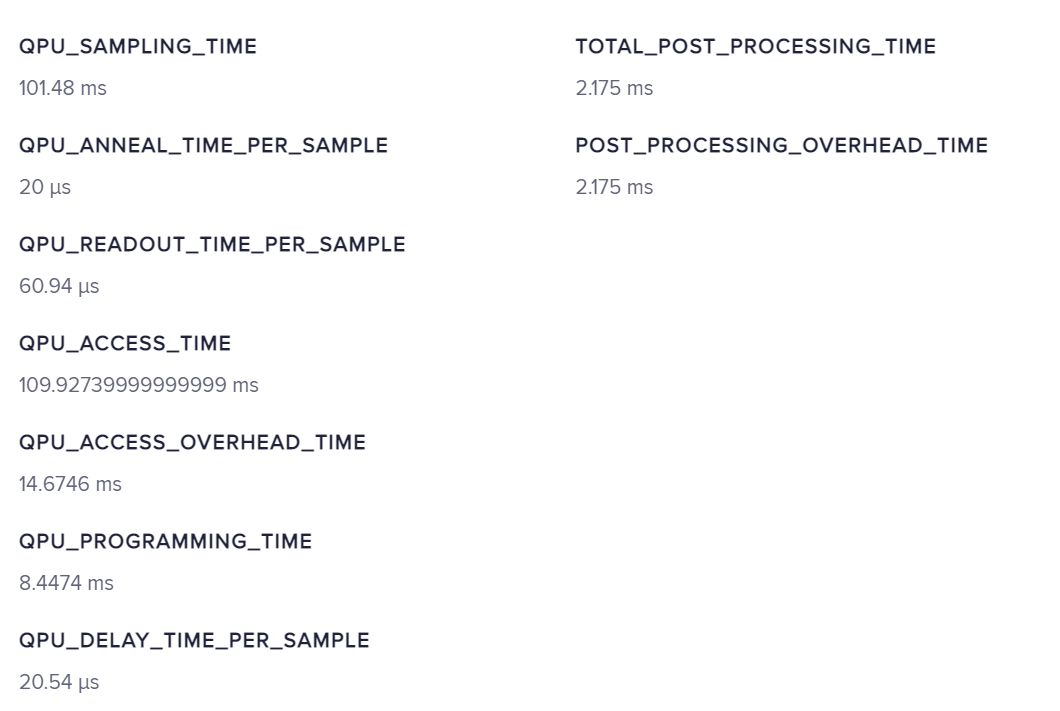 QPU_SAMPLING_TIME
101.48 ms
QPU_ANNEAL_TIME_PER_SAMPLE
20 µs
QPU_READOUT_TIME_PER_SAMPLE
60.94 µs
QPU_ACCESS_TIME
109.92739999999999 ms
QPU_ACCESS_OVERHEAD_TIME
14.6746 ms
QPU_PROGRAMMING_TIME
8.4474 ms
QPU_DELAY_TIME_PER_SAMPLE
20.54 µs
TOTAL_POST_PROCESSING_TIME
2.175 ms
POST_PROCESSING_OVERHEAD_TIME
2.175 ms